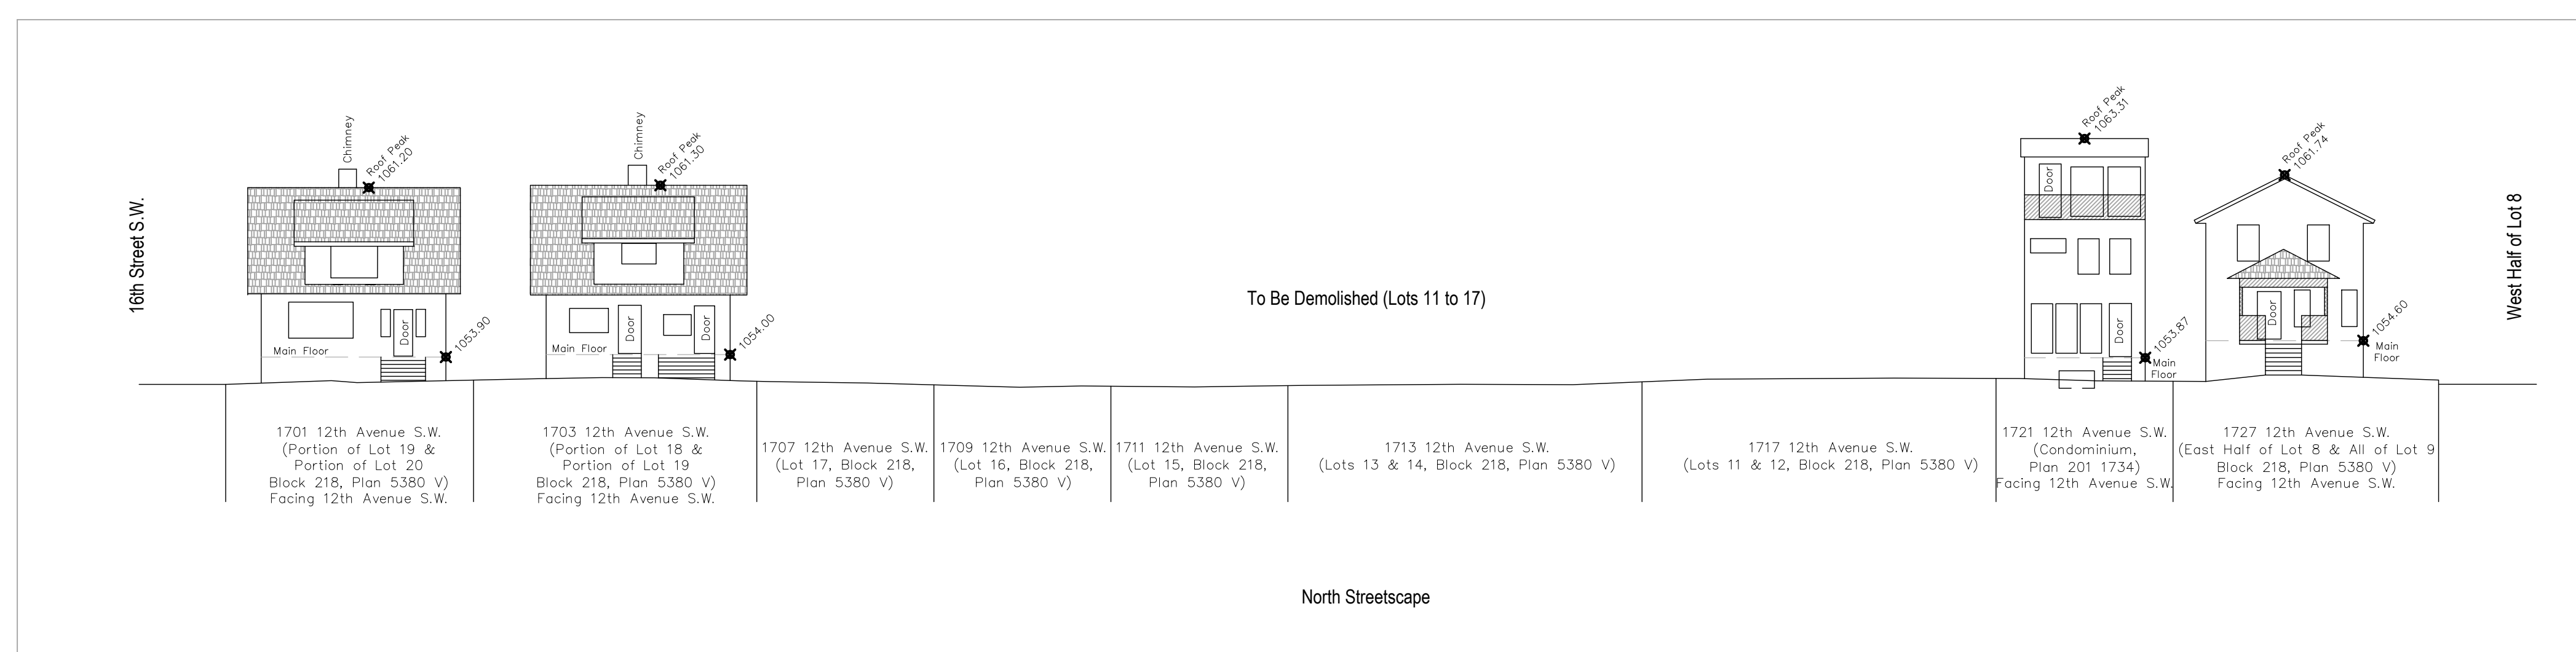 16th Street S.W.
Chimney
Roof Peak
1061.20
Door
Main Floor
1053.90
Chimney
Roof Peak
1061.30
Door
Door
Main Floor
1054.00
To Be Demolished (Lots 11 to 17)
Roof Peak
1063.31
Door
Door
1053.87
Main
Floor
Roof Peak
1061.74
Door
1054.60
Main
Floor
West Half of Lot 8
1701 12th Avenue S.W.
(Portion of Lot 19 &
Portion of Lot 20
Block 218, Plan 5380 V)
Facing 12th Avenue S.W.
1703 12th Avenue S.W.
(Portion of Lot 18 &
Portion of Lot 19
Block 218, Plan 5380 V)
Facing 12th Avenue S.W.
1707 12th Avenue S.W.
(Lot 17, Block 218,
Plan 5380 V)
1709 12th Avenue S.W.
(Lot 16, Block 218,
Plan 5380 V)
1711 12th Avenue S.W.
(Lot 15, Block 218,
Plan 5380 V)
1713 12th Avenue S.W.
(Lots 13 & 14, Block 218, Plan 5380 V)
1717 12th Avenue S.W.
(Lots 11 & 12, Block 218, Plan 5380 V)
1721 12th Avenue S.W.
(Condominium,
Plan 201 1734)
Facing 12th Avenue S.W.
1727 12th Avenue S.W.
(East Half of Lot 8 & All of Lot 9
Block 218, Plan 5380 V)
Facing 12th Avenue S.W.
North Streetscape